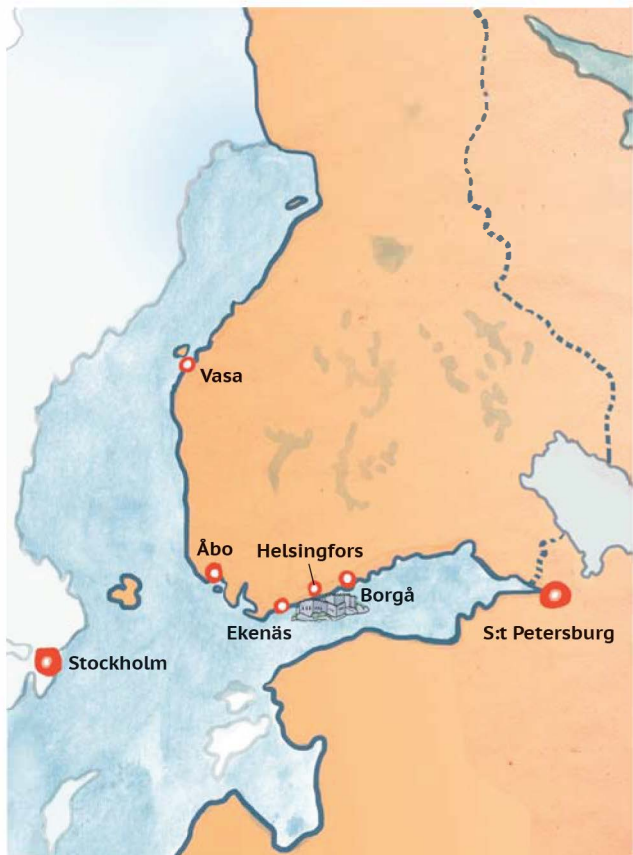 Vasa
Åbo
Helsingfors
Borgå
Ekenäs
S:t Petersburg
Stockholm